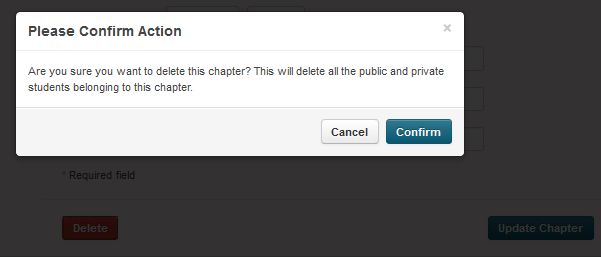 Please Confirm Action
×
Are you sure you want to delete this chapter? This will delete all the public and private
students belonging to this chapter.
Cancel Confirm
* Required field
Delete Update Chapter